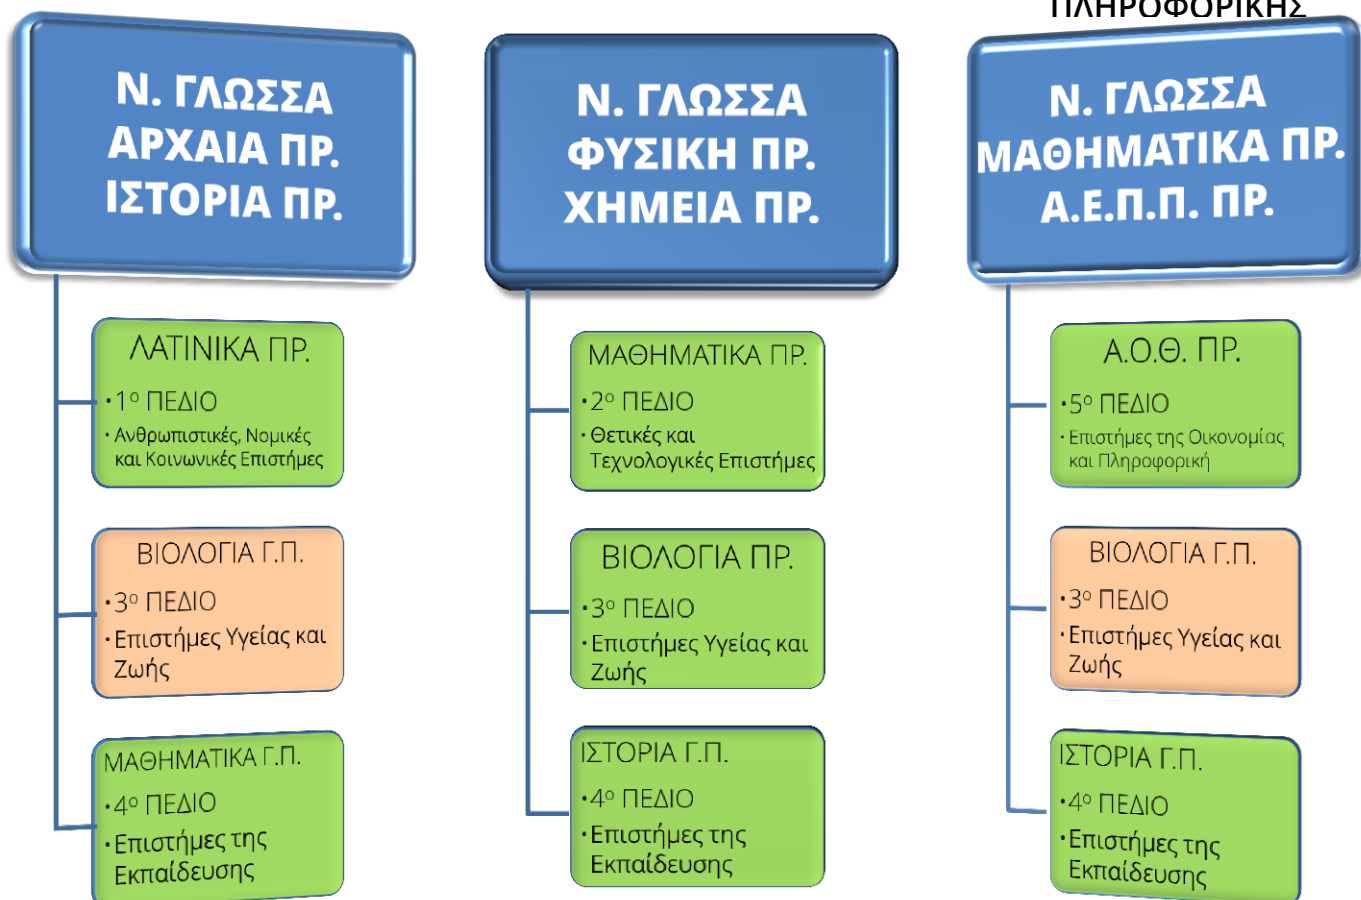 ΠΛΗΡΟΦΟΡΙΚΗΣ
Ν. ΓΛΩΣΣΑ
ΑΡΧΑΙΑ ΠΡ.
ΙΣΤΟΡΙΑ ΠΡ.
ΛΑΤΙΝΙΚΑ ΠΡ.
•1ο ΠΕΔΙΟ
• Ανθρωπιστικές, Νομικές
και Κοινωνικές Επιστήμες
ΒΙΟΛΟΓΙΑ Γ.Π.
•3ο ΠΕΔΙΟ
•Επιστήμες Υγείας και
Ζωής
ΜΑΘΗΜΑΤΙΚΑ Γ.Π.
•4ο ΠΕΔΙΟ
•Επιστήμες της
Εκπαίδευσης
Ν. ΓΛΩΣΣΑ
ΦΥΣΙΚΗ ΠΡ.
ΧΗΜΕΙΑ ΠΡ.
ΜΑΘΗΜΑΤΙΚΑ ΠΡ.
•2ο ΠΕΔΙΟ
•Θετικές και
Τεχνολογικές Επιστήμες
ΒΙΟΛΟΓΙΑ ΠΡ.
•3ο ΠΕΔΙΟ
•Επιστήμες Υγείας και
Ζωής
ΙΣΤΟΡΙΑ Γ.Π.
•4ο ΠΕΔΙΟ
•Επιστήμες της
Εκπαίδευσης
Ν. ΓΛΩΣΣΑ
ΜΑΘΗΜΑΤΙΚΑ ΠΡ.
Α.Ε.Π.Π. ΠΡ.
Α.Ο.Θ. ΠΡ.
•5ο ΠΕΔΙΟ
• Επιστήμες της Οικονομίας
και Πληροφορική
ΒΙΟΛΟΓΙΑ Γ.Π.
•3ο ΠΕΔΙΟ
•Επιστήμες Υγείας και
Ζωής
ΙΣΤΟΡΙΑ Γ.Π.
•4ο ΠΕΔΙΟ
•Επιστήμες της
Εκπαίδευσης